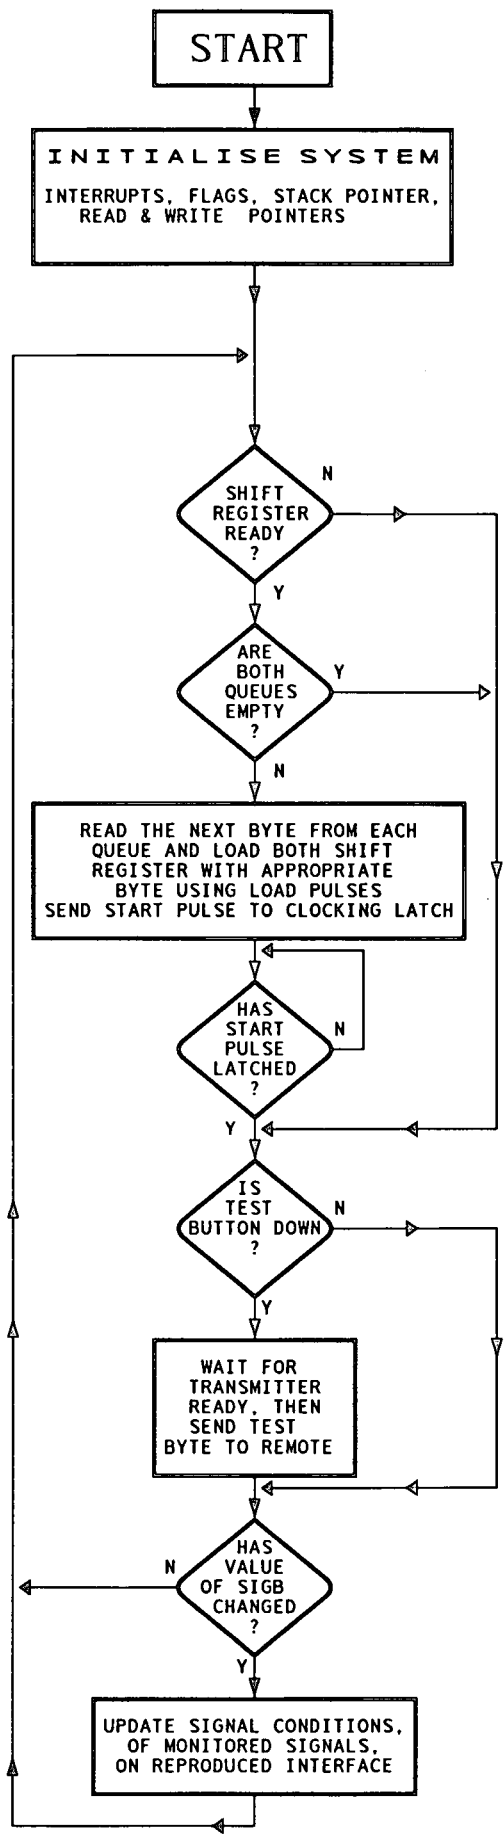 START
INITIALISE SYSTEM
INTERRUPTS, FLAGS, STACK POINTER,
READ & WRITE POINTERS
N
SHIFT
REGISTER
READY
?
Y
ARE
BOTH
QUEUES
EMPTY
?
Y
N
READ THE NEXT BYTE FROM EACH
QUEUE AND LOAD BOTH SHIFT
REGISTER WITH APPROPRIATE
BYTE USING LOAD PULSES
SEND START PULSE TO CLOCKING LATCH
HAS
START
PULSE
LATCHED
?
N
Y
IS
TEST
BUTTON DOWN
?
N
Y
WAIT FOR
TRANSMITTER
READY, THEN
SEND TEST
BYTE TO REMOTE
HAS
VALUE
OF SIGB
CHANGED
?
N
Y
UPDATE SIGNAL CONDITIONS,
OF MONITORED SIGNALS,
ON REPRODUCED INTERFACE